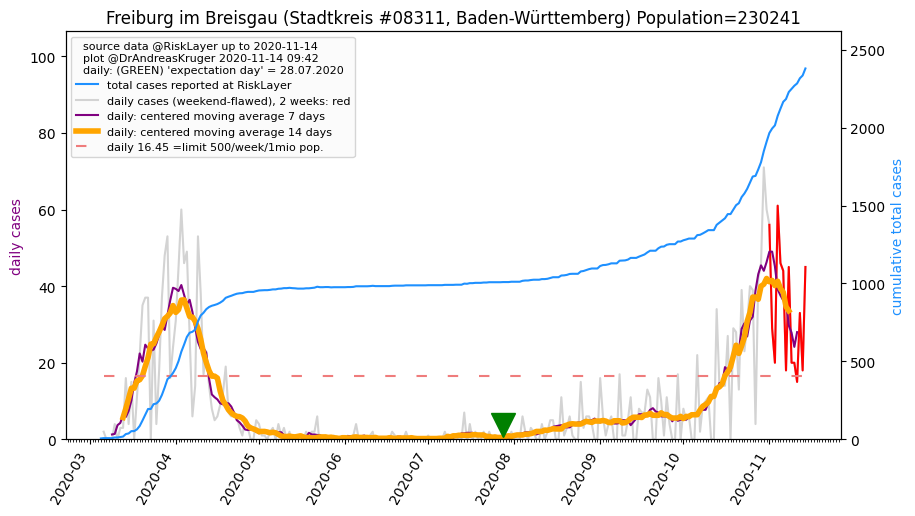 Freiburg im Breisgau (Stadtkreis #08311, Baden-Württemberg) Population=230241
source data @RiskLayer up to 2020-11-14
plot @DrAndreasKruger 2020-11-14 09:42
daily: (GREEN) 'expectation day' = 28.07.2020
total cases reported at RiskLayer
daily cases (weekend-flawed), 2 weeks: red
daily: centered moving average 7 days
daily: centered moving average 14 days
daily 16.45 =limit 500/week/1mio pop.
daily cases
100
80
60
40
20
0
2500
2000
1500
1000
500
0
cumulative total cases
2020-03
2020-04
2020-05
2020-06
2020-07
2020-08
2020-09
2020-10
2020-11